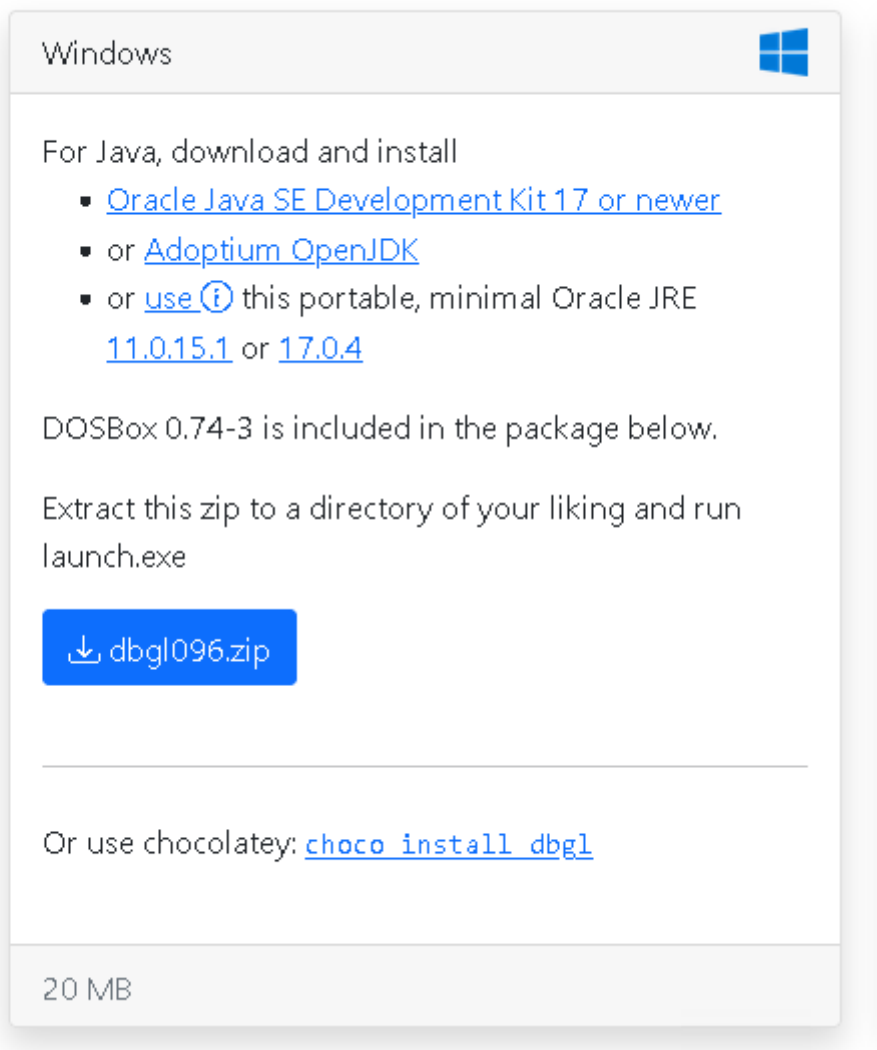 Windows
For Java, download and install
▪ Oracle Java SE Development Kit 17 or newer
▪ or Adoptium OpenJDK
▪ or use ⓘ this portable, minimal Oracle JRE
11.0.15.1 or 17.0.4
DOSBox 0.74-3 is included in the package below.
Extract this zip to a directory of your liking and run
launch.exe
dbgl096.zip
Or use chocolatey: choco install dbgl
20 MB